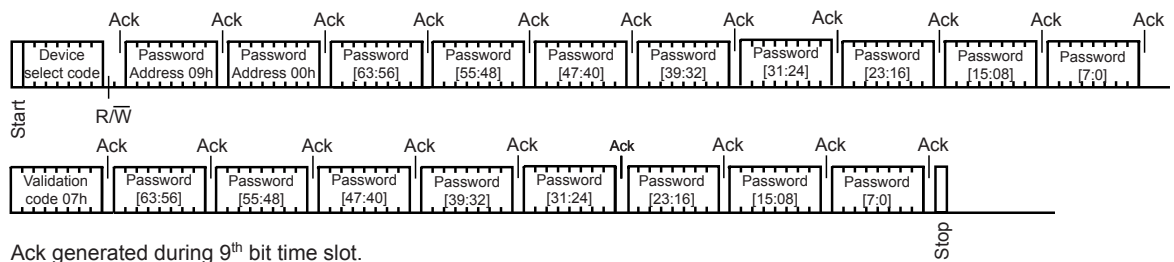 Ack Ack Ack Ack Ack Ack Ack Ack Ack Ack Ack
Device select code
Password Address 09h
Password Address 00h
Password [63:56]
Password [55:48]
Password [47:40]
Password [39:32]
Password [31:24]
Password [23:16]
Password [15:08]
Password [7:0]
Start
R/W̅
Ack Ack Ack Ack Ack Ack Ack Ack Ack
Validation code 07h
Password [63:56]
Password [55:48]
Password [47:40]
Password [39:32]
Password [31:24]
Password [23:16]
Password [15:08]
Password [7:0]
Stop
Ack generated during 9th bit time slot.